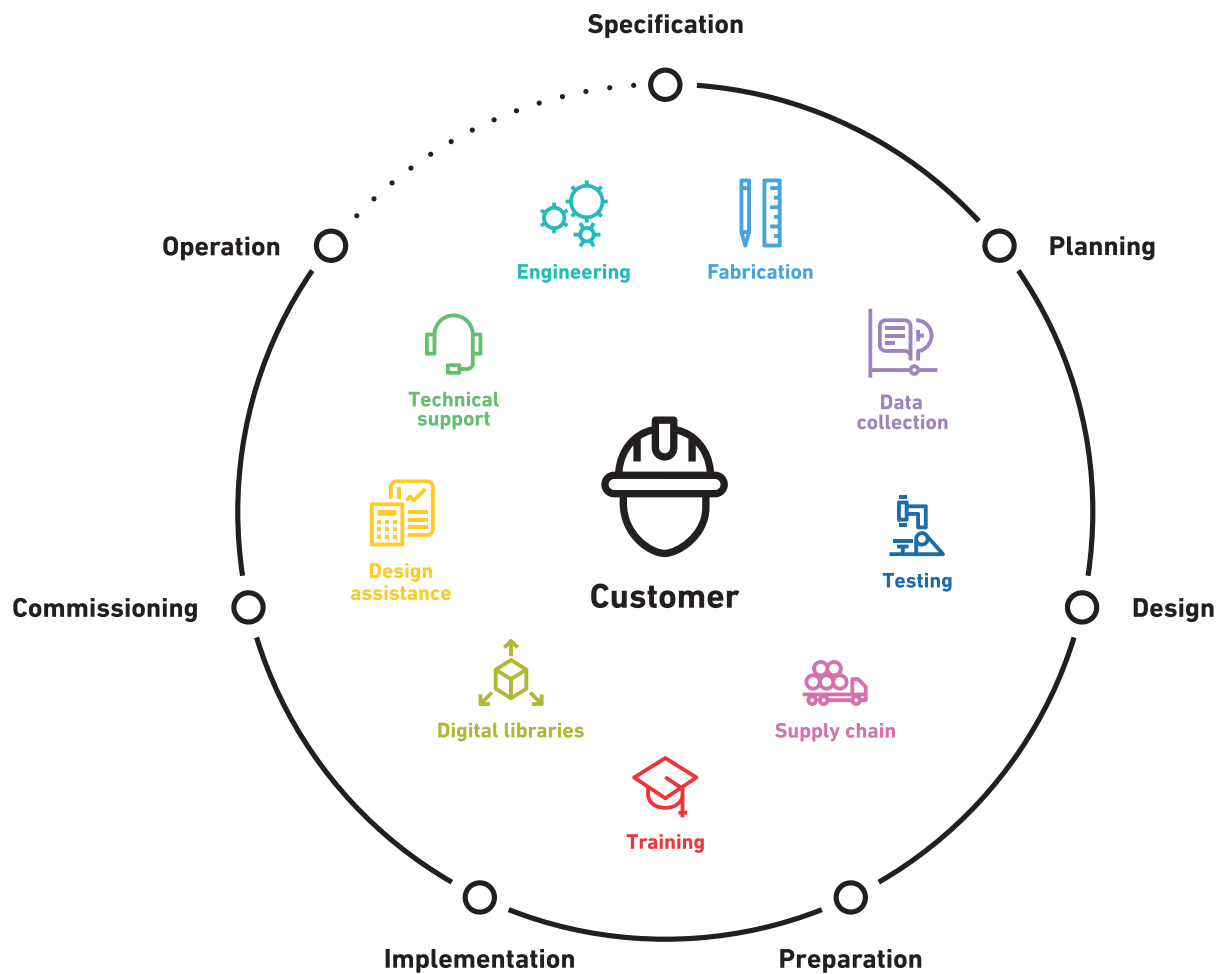 Specification
Operation
Planning
Engineering
Fabrication
Technical
support
Data
collection
Design
assistance
Testing
Customer
Commissioning
Design
Digital libraries
Supply chain
Training
Implementation
Preparation